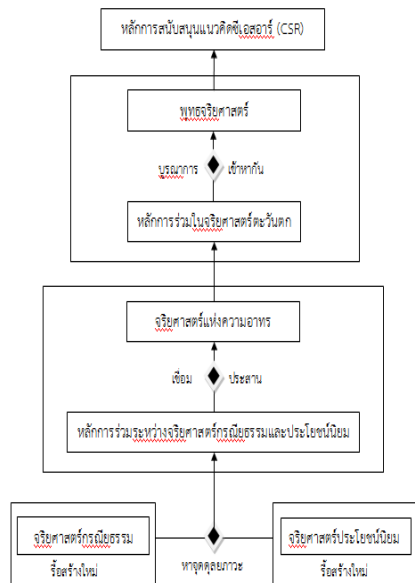 หลักการสนับสนุนแนวคิดซีเอสอาร์ (CSR)
พุทธจริยศาสตร์
บูรณาการ เข้าหากัน
หลักการร่วมในจริยศาสตร์ตะวันตก
จริยศาสตร์แห่งความอาทร
เชื่อม ประสาน
หลักการร่วมระหว่างจริยศาสตร์กรณียธรรมและประโยชน์นิยม
จริยศาสตร์กรณียธรรม จริยศาสตร์ประโยชน์นิยม
รื้อสร้างใหม่ หาจุดดุลยภาวะ รื้อสร้างใหม่